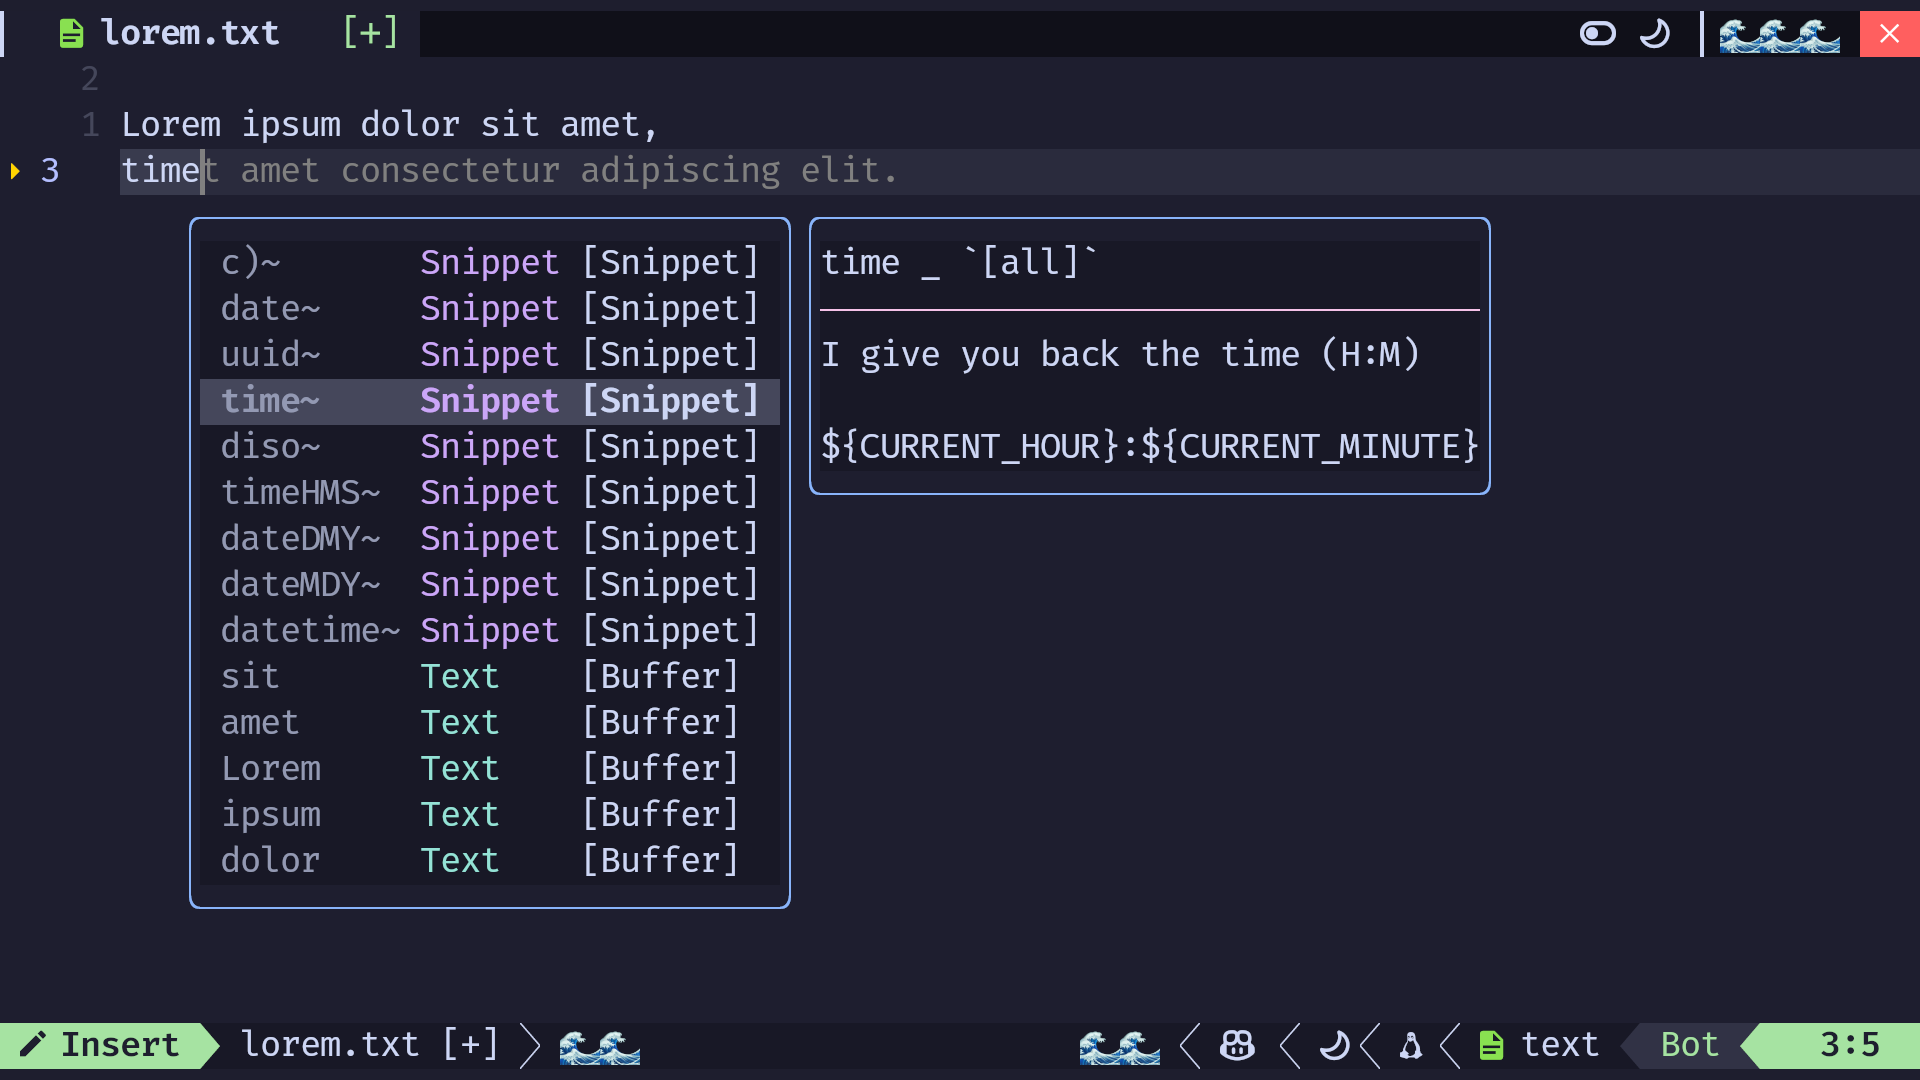 lorem.txt [+]
2
1 Lorem ipsum dolor sit amet,
3 timet amet consectetur adipiscing elit.
c)~ Snippet [Snippet]
date~ Snippet [Snippet]
uuid~ Snippet [Snippet]
time~ Snippet [Snippet]
diso~ Snippet [Snippet]
timeHMS~ Snippet [Snippet]
dateDMY~ Snippet [Snippet]
dateMDY~ Snippet [Snippet]
datetime~ Snippet [Snippet]
sit Text [Buffer]
amet Text [Buffer]
Lorem Text [Buffer]
ipsum Text [Buffer]
dolor Text [Buffer]
time _ `[all]`
I give you back the time (H:M)
${CURRENT_HOUR}:${CURRENT_MINUTE}
Insert lorem.txt [+] text Bot 3:5